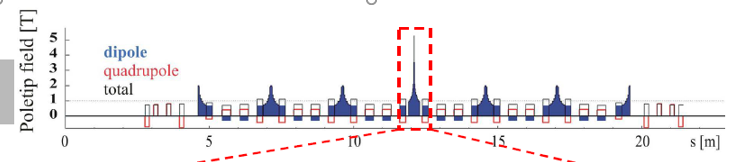 Poletip field [T]
5
4
3
2
1
0
dipole
quadrupole
total
0 5 10 15 20 s [m]